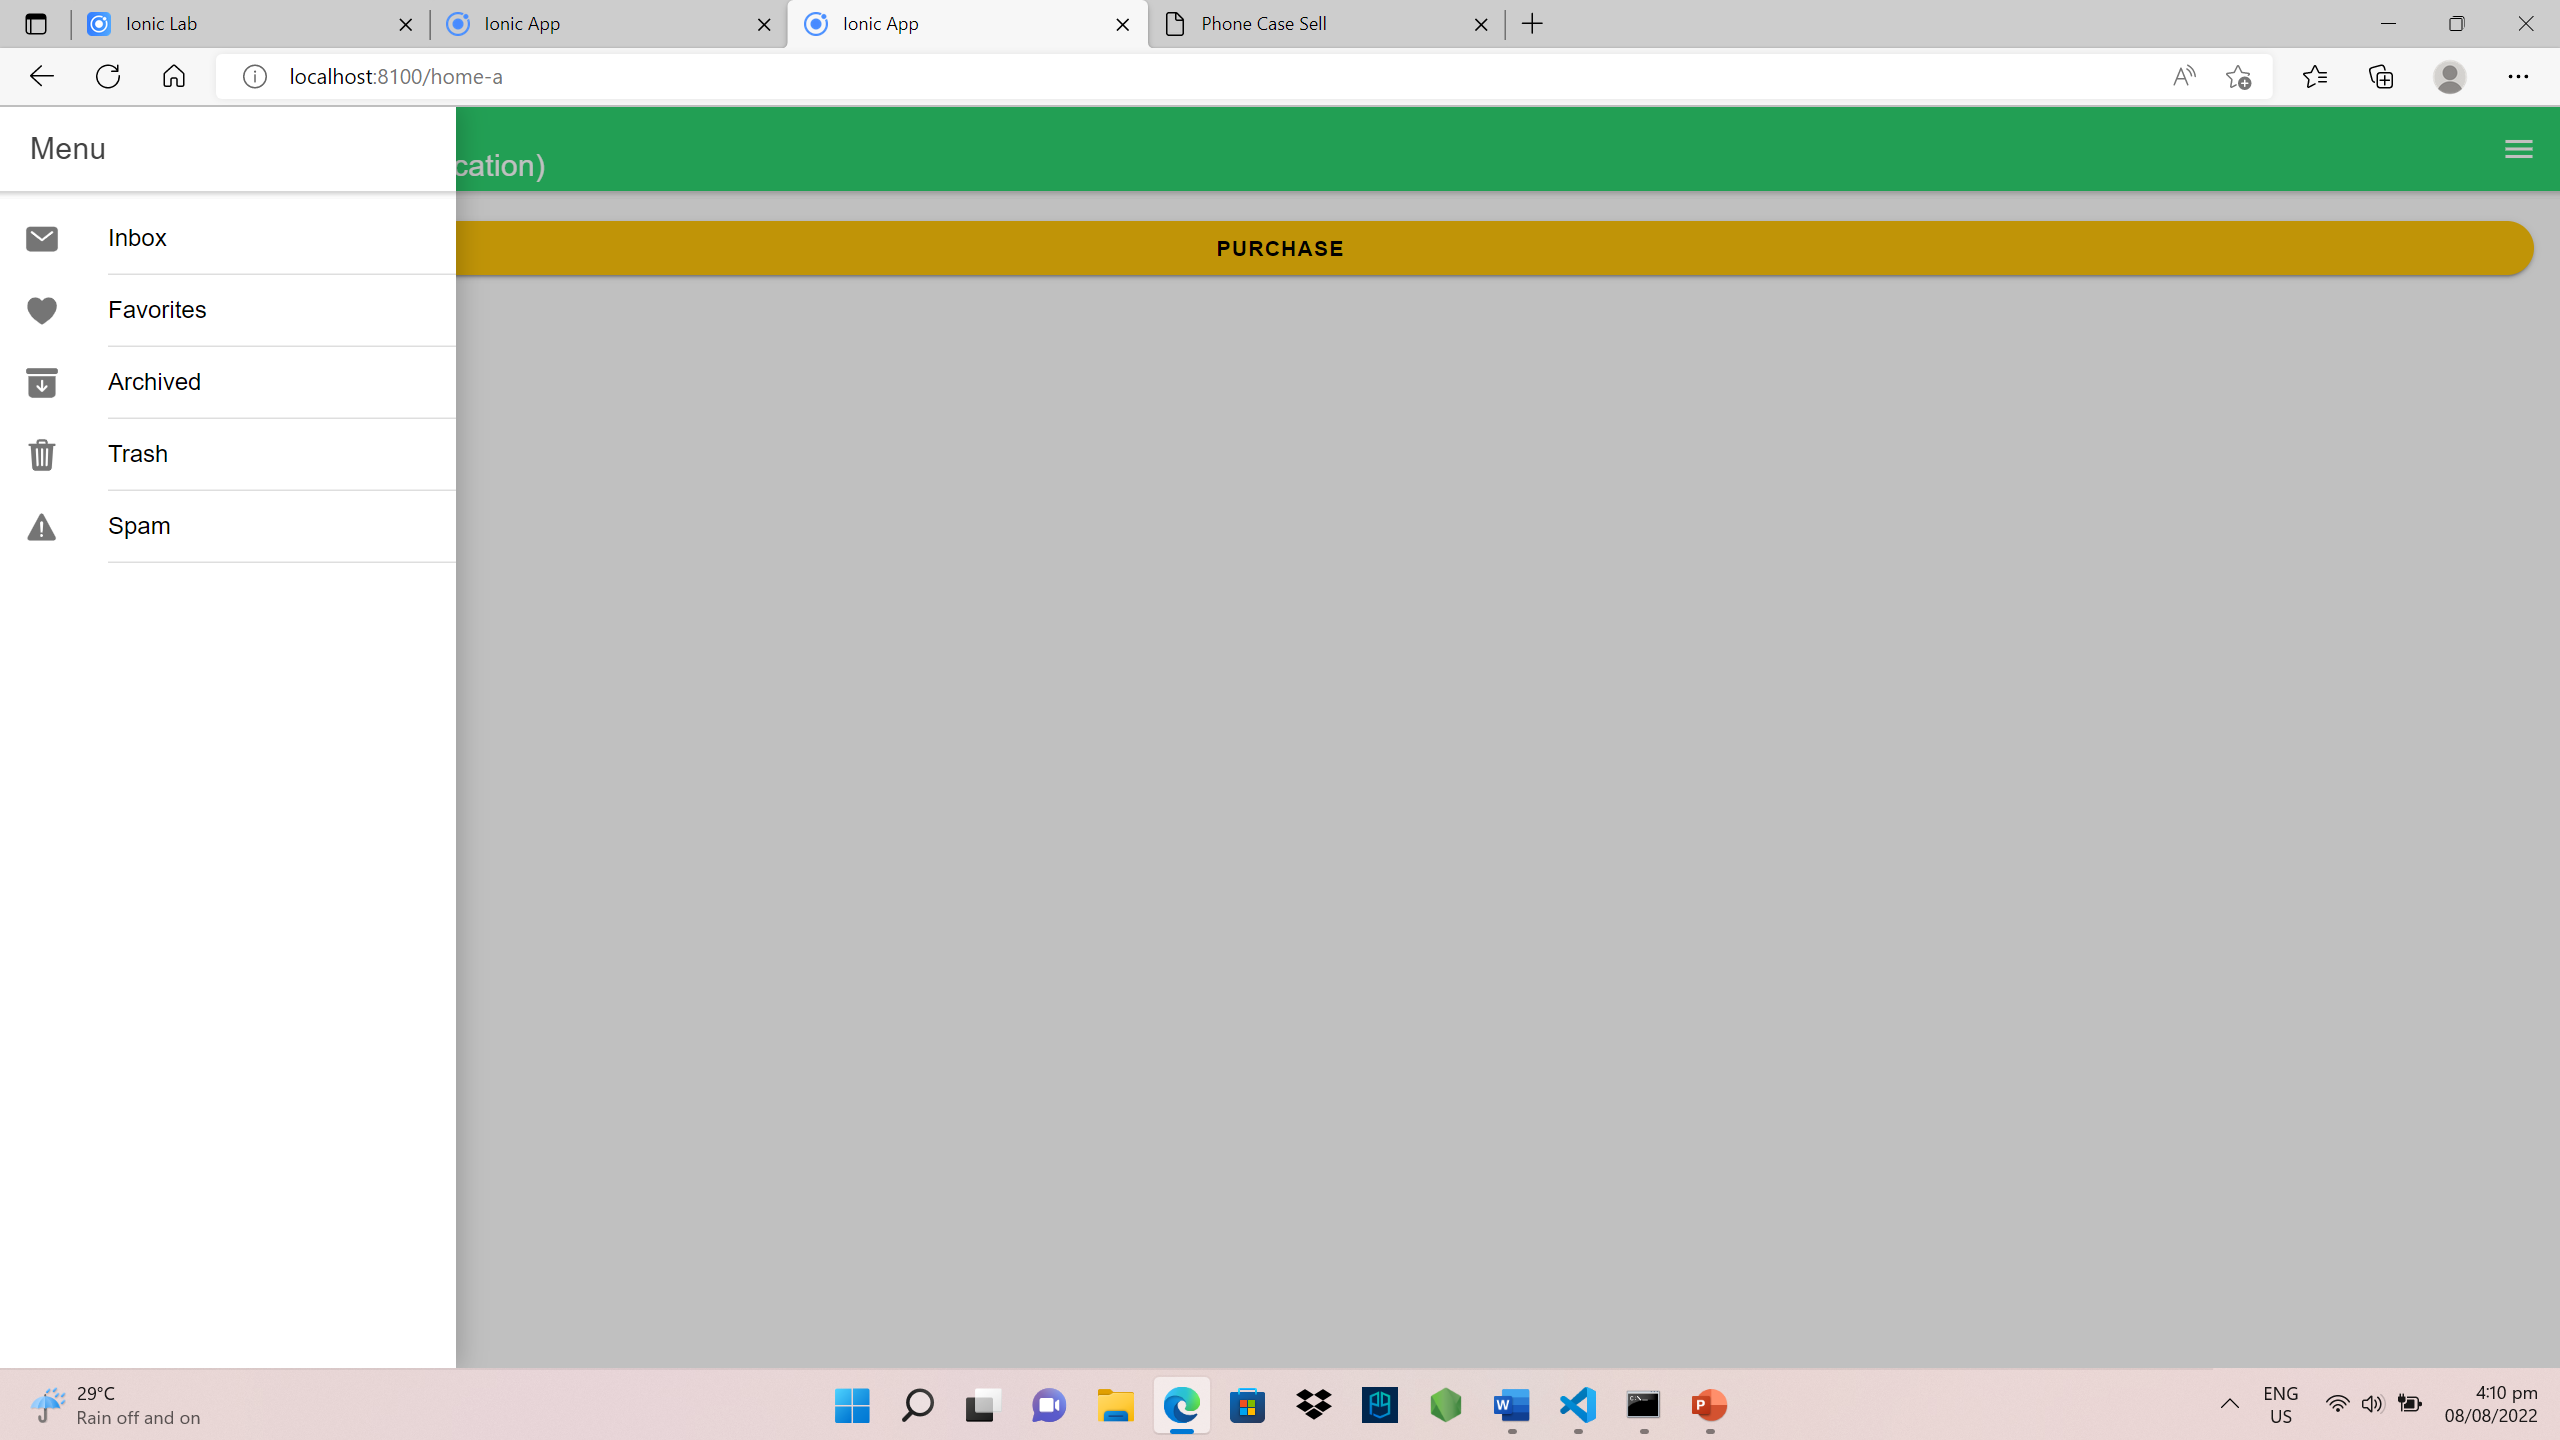 Ionic Lab
Ionic App
Ionic App
Phone Case Sell
localhost:8100/home-a
Menu
cation)
Inbox
PURCHASE
Favorites
Archived
Trash
Spam
29°C
Rain off and on
ENG
US
4:10 pm
08/08/2022